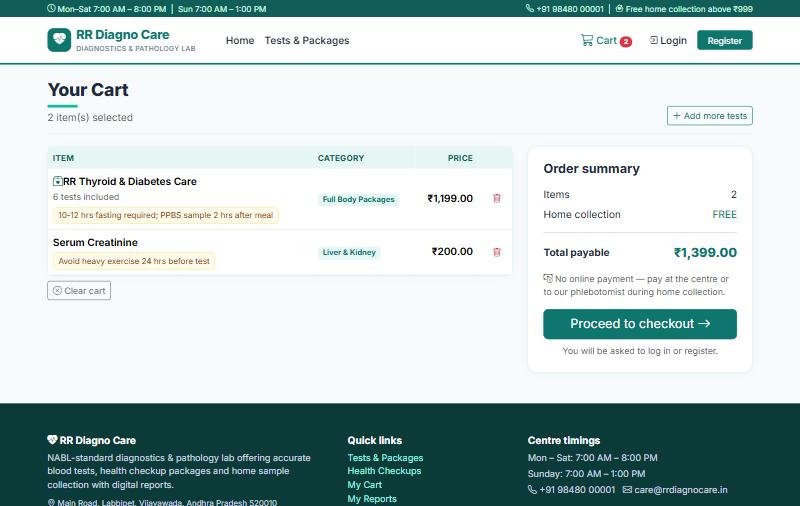 Mon-Sat: 7:00 AM – 8:00 PM | Sun 7:00 AM – 1:00 PM
+91 98480 00001 | Free home collection above ₹999
RR Diagno Care
DIAGNOSTICS & PATHOLOGY LAB
Home Tests & Packages
Cart 2 Login Register
Your Cart
2 item(s) selected
+ Add more tests
ITEM CATEGORY PRICE
RR Thyroid & Diabetes Care
6 tests included
10-12 hrs fasting required; PPBS sample 2 hrs after meal
Full Body Packages
₹1,199.00
Serum Creatinine
Avoid heavy exercise 24 hrs before test
Liver & Kidney
₹200.00
Clear cart
Order summary
Items 2
Home collection FREE
Total payable ₹1,399.00
No online payment — pay at the centre or
to our phlebotomist during home collection.
Proceed to checkout →
You will be asked to log in or register.
RR Diagno Care
NABL-standard diagnostics & pathology lab offering accurate
blood tests, health checkup packages and home sample
collection with digital reports.
Main Road, Labbipet, Vijayawada, Andhra Pradesh 520010
Quick links
Tests & Packages
Health Checkups
My Cart
My Reports
Centre timings
Mon – Sat: 7:00 AM – 8:00 PM
Sunday: 7:00 AM – 1:00 PM
+91 98480 00001 care@rrdiagnocare.in